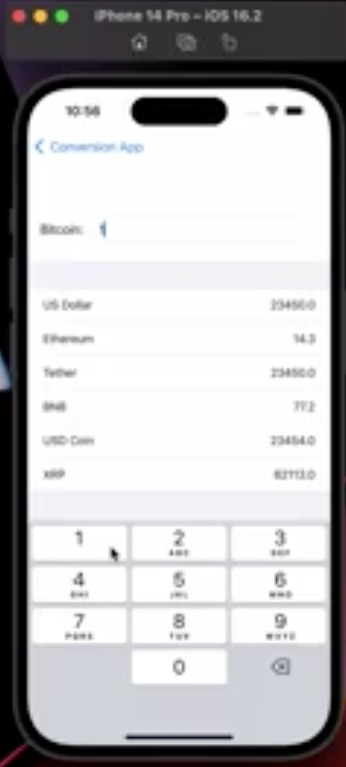 iPhone 14 Pro – iOS 16.2
10:56
Conversion App
Bitcoin: 1
US Dollar 23450.0
Ethereum 14.3
Tether 23450.0
BNB 77.2
USD Coin 23454.0
XRP 62113.0
1 2 3
ABC DEF
4 5 6
GHI JKL MNO
7 8 9
PQRS TUV WXYZ
0